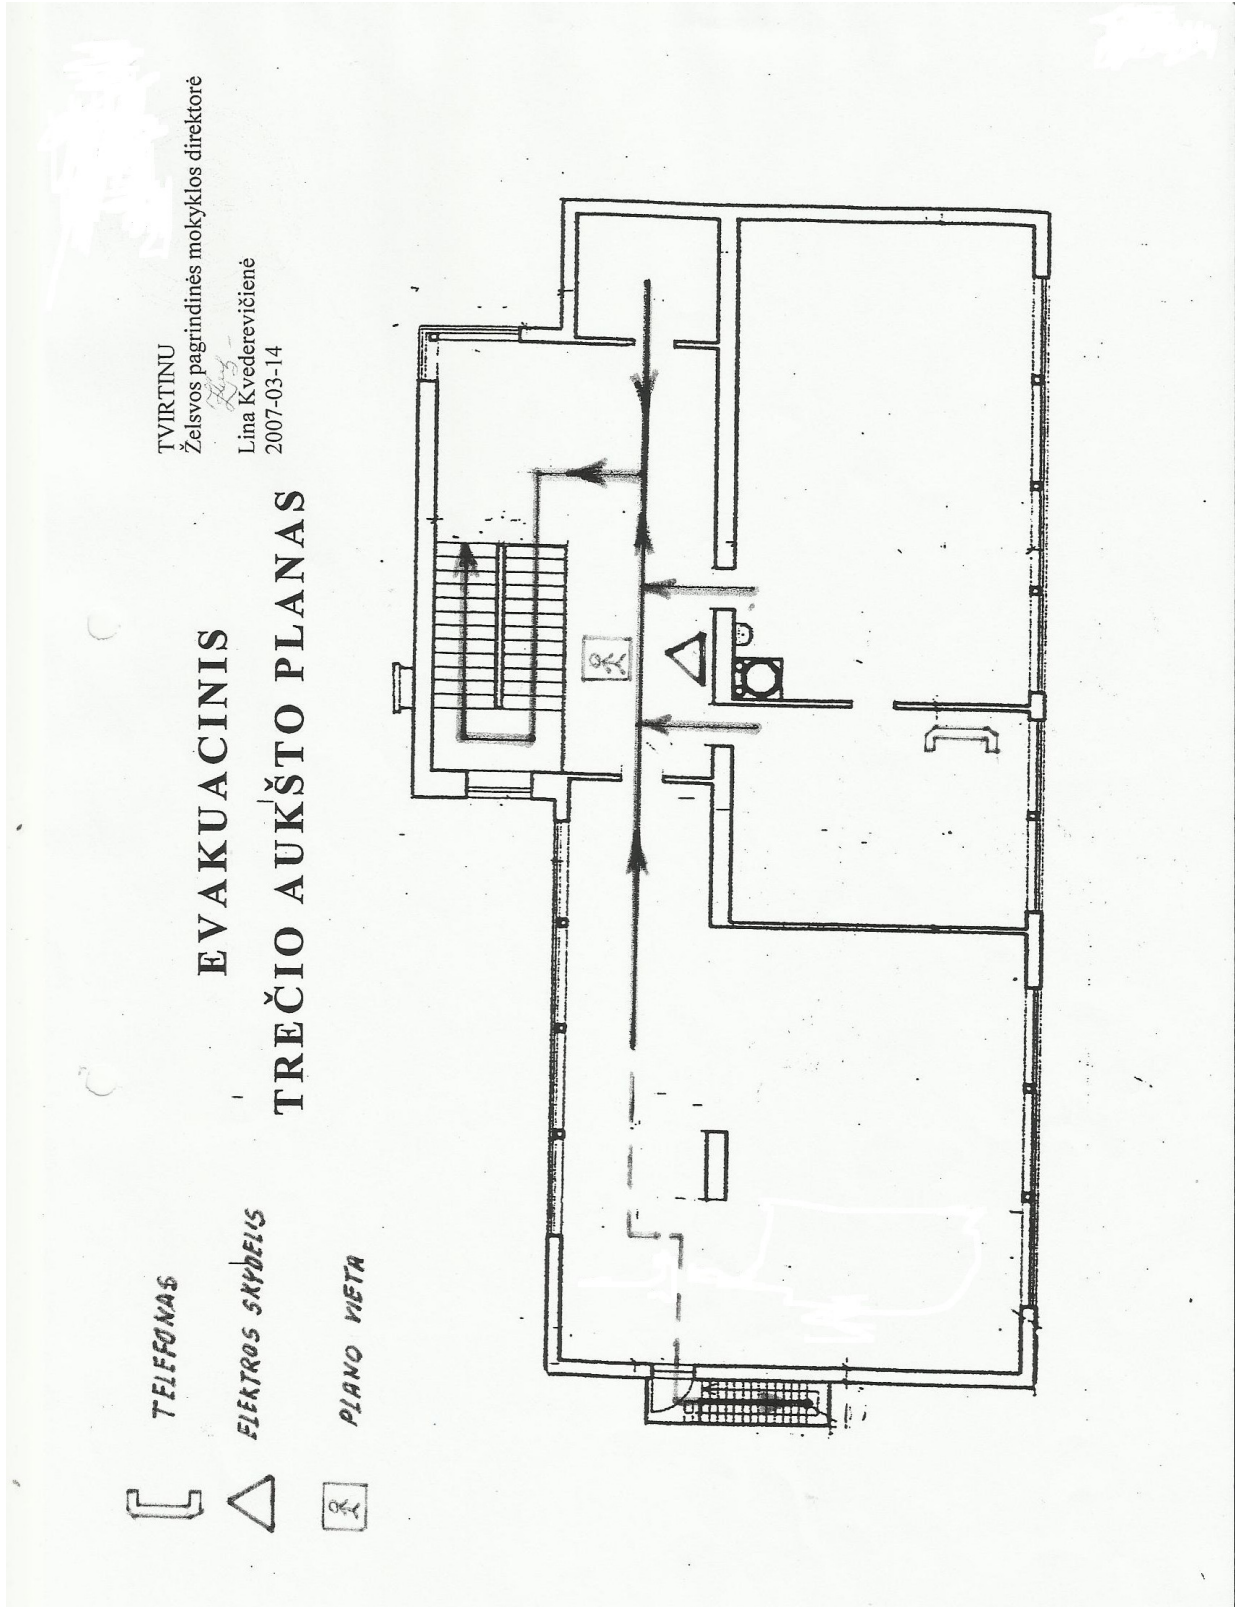 TVIRTINU
Želsvos pagrindinės mokyklos direktorė
Lina Kvederevičienė
2007-03-14
EVAKUACINIS
TREČIO AUKŠTO PLANAS
TELEFONAS
ELEKTROS SKYDELIS
PLANO VIETA